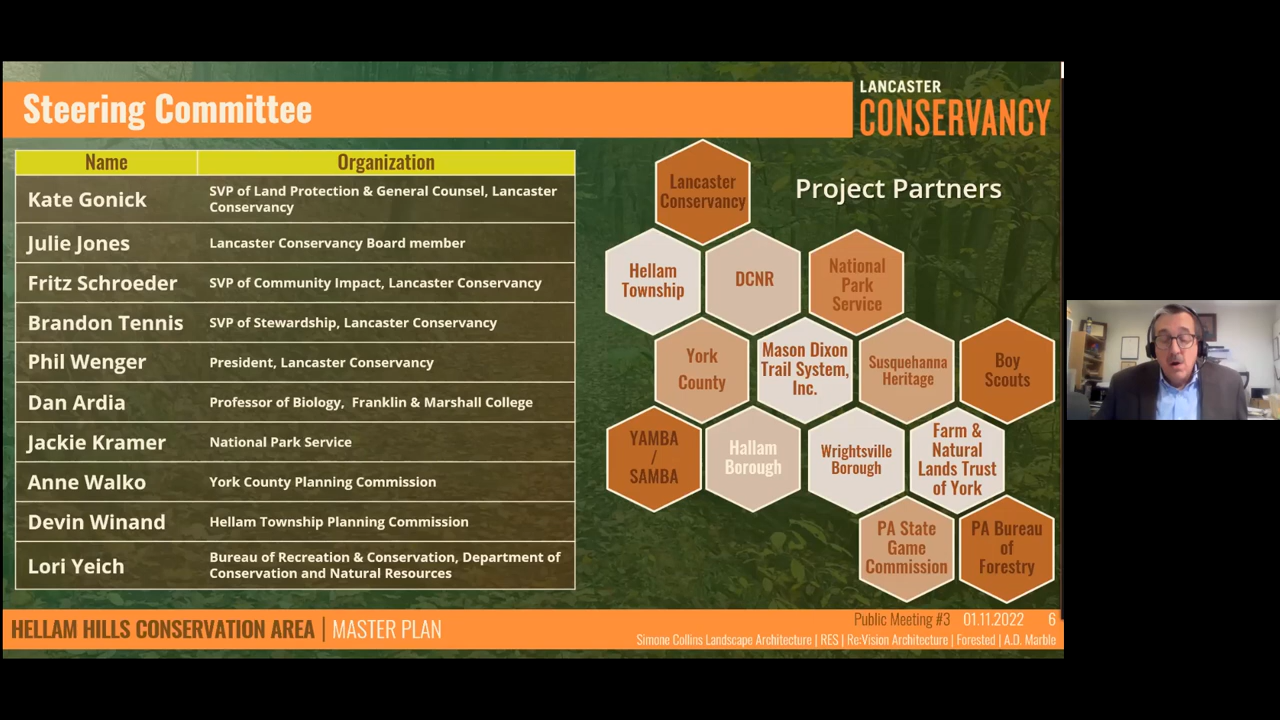 Steering Committee
LANCASTER
CONSERVANCY
Name Organization
Kate Gonick
SVP of Land Protection & General Counsel, Lancaster
Conservancy
Julie Jones
Lancaster Conservancy Board member
Fritz Schroeder
SVP of Community Impact, Lancaster Conservancy
Brandon Tennis
SVP of Stewardship, Lancaster Conservancy
Phil Wenger
President, Lancaster Conservancy
Dan Ardia
Professor of Biology, Franklin & Marshall College
Jackie Kramer
National Park Service
Anne Walko
York County Planning Commission
Devin Winand
Hellam Township Planning Commission
Lori Yeich
Bureau of Recreation & Conservation, Department of
Conservation and Natural Resources
Project Partners
Lancaster
Conservancy
Hellam
Township
DCNR
National
Park
Service
York
County
Mason Dixon
Trail System,
Inc.
Susquehanna
Heritage
Boy
Scouts
YAMBA
/
SAMBA
Hallam
Borough
Wrightsville
Borough
Farm &
Natural
Lands Trust
of York
PA State
Game
Commission
PA Bureau
of
Forestry
HELLAM HILLS CONSERVATION AREA | MASTER PLAN
Public Meeting #3 01.11.2022 6
Simone Collins Landscape Architecture | RES | Re:Vision Architecture | Forested | A.D. Marble